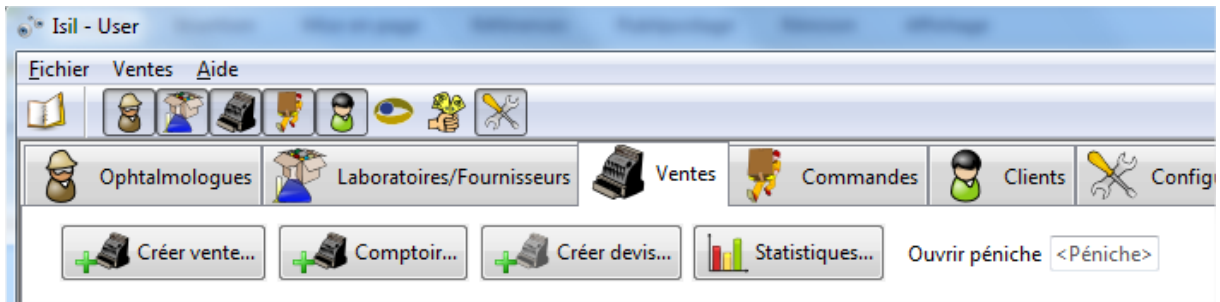 Isil - User
Fichier Ventes Aide
Ophtalmologues Laboratoires/Fournisseurs Ventes Commandes Clients
Créer vente... Comptoir... Créer devis... Statistiques... Ouvrir péniche <Péniche>